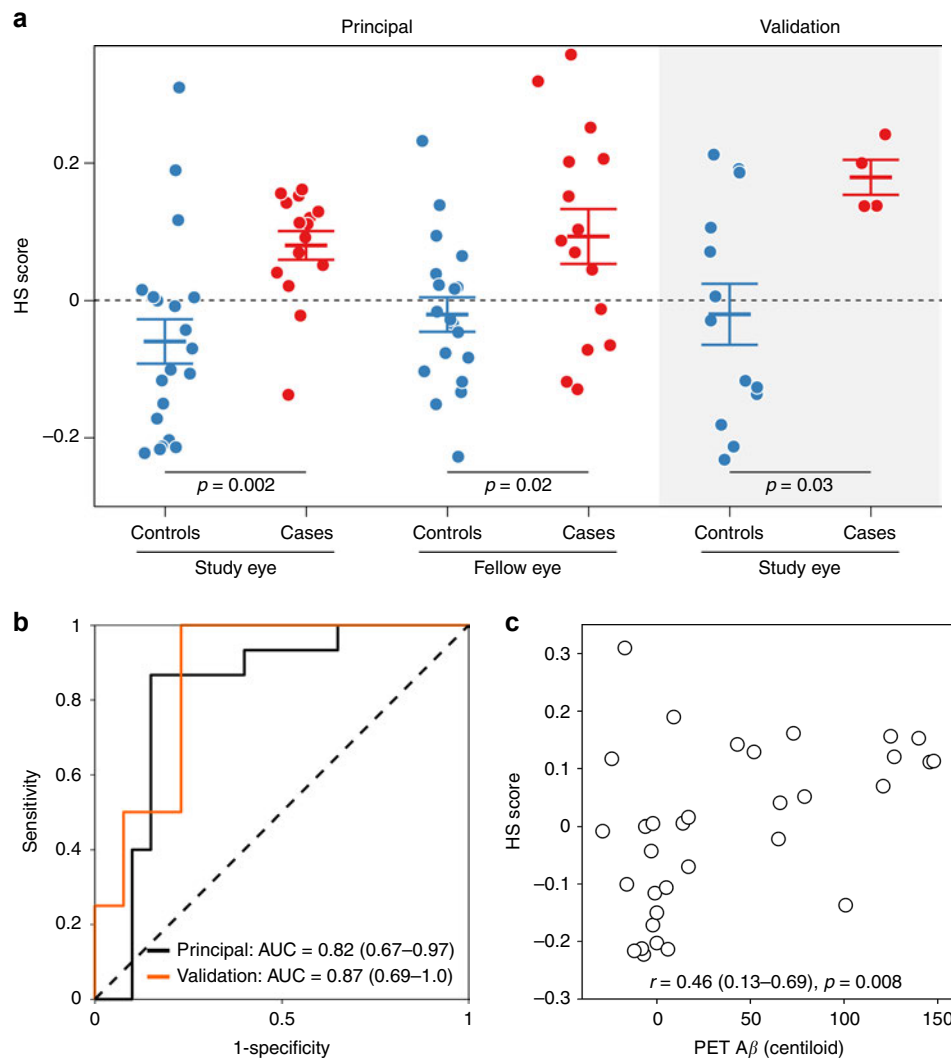 a
Principal
Validation
HS score
0.2
0
–0.2
p = 0.002
p = 0.02
p = 0.03
Controls
Cases
Controls
Cases
Controls
Cases
Study eye
Fellow eye
Study eye
b
Sensitivity
1
0.8
0.6
0.4
0.2
0
Principal: AUC = 0.82 (0.67–0.97)
Validation: AUC = 0.87 (0.69–1.0)
0
0.5
1
1-specificity
c
HS score
0.3
0.2
0.1
0
–0.1
–0.2
–0.3
r = 0.46 (0.13–0.69), p = 0.008
0
50
100
150
PET Aβ (centiloid)